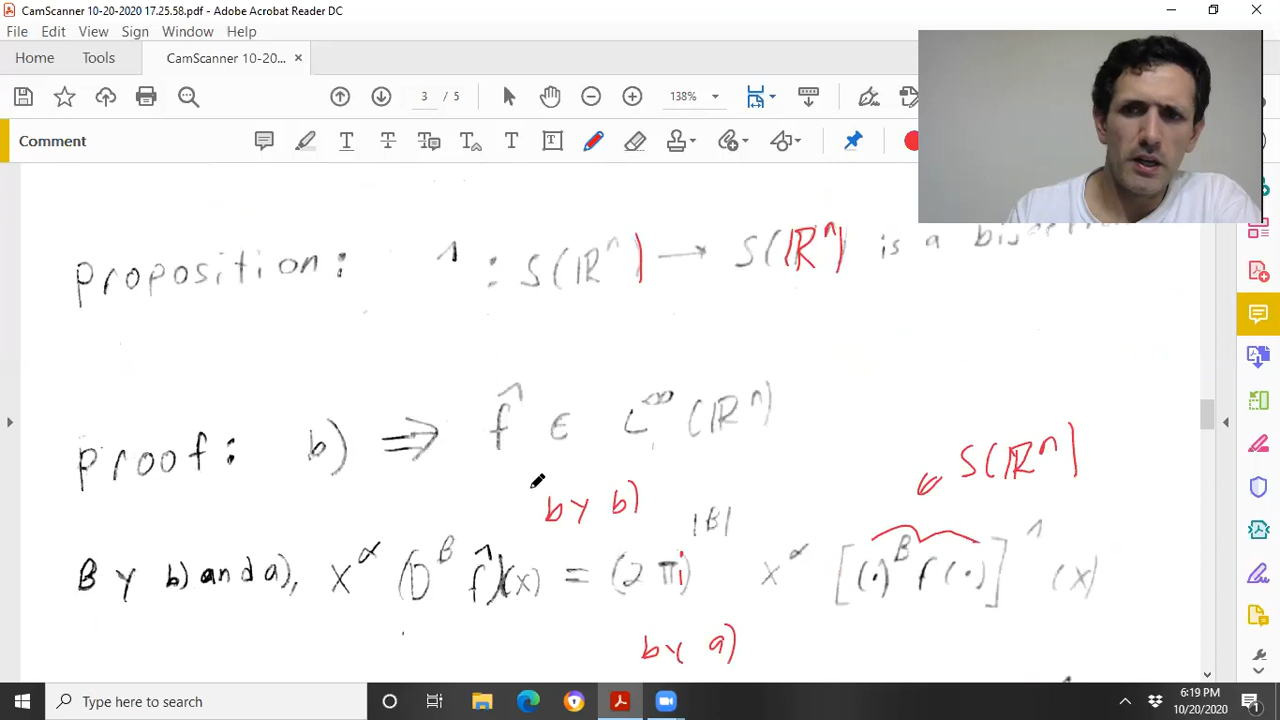 CamScanner 10-20-2020 17.25.58.pdf - Adobe Acrobat Reader DC
File Edit View Sign Window Help
Home Tools CamScanner 10-20... ×
3 / 5 138%
Comment
proposition: ^ : S(ℝⁿ) → S(ℝⁿ) is a
proof: b) ⇒ f̂ ∈ C^∞ (ℝⁿ)
S(ℝⁿ)
by b)
By b) and a), x^α (D^β f̂)(x) = (2πi)^|β| x^α [(·)^β f(·)]^ (x)
by a)
Type here to search
6:19 PM
10/20/2020
1